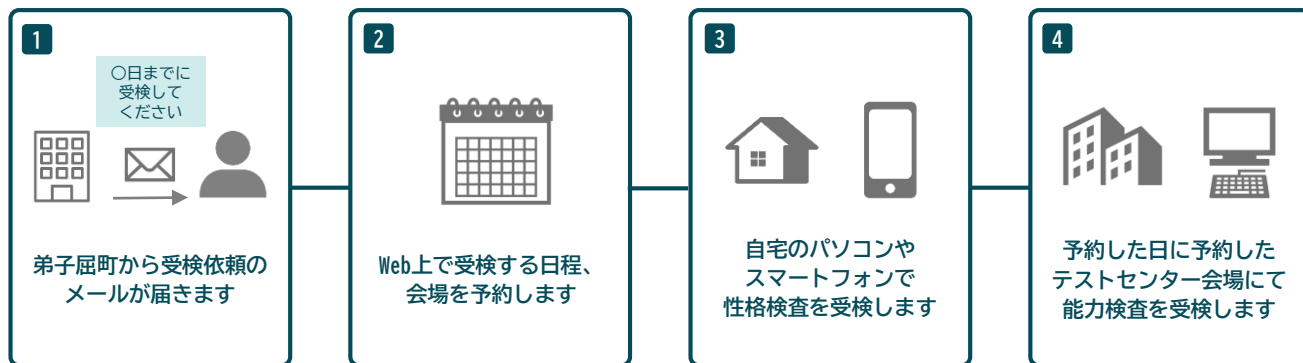 1
〇日までに
受検して
ください
弟子屈町から受検依頼の
メールが届きます
2
Web上で受検する日程、
会場を予約します
3
自宅のパソコンや
スマートフォンで
性格検査を受検します
4
予約した日に予約した
テストセンター会場にて
能力検査を受検します